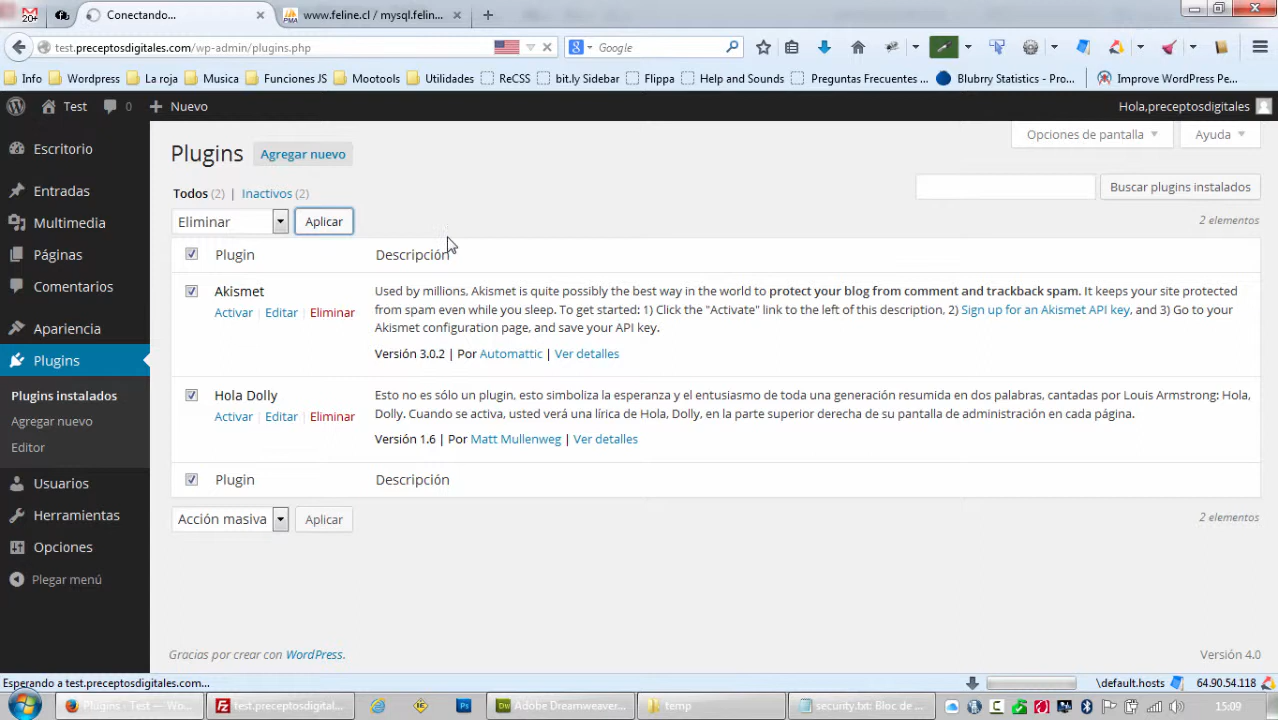 20+
Conectando...
www.feline.cl / mysql.felin...
test.preceptosdigitales.com/wp-admin/plugins.php
Google
Info
Wordpress
La roja
Musica
Funciones JS
Mootools
Utilidades
ReCSS
bit.ly Sidebar
Flippa
Help and Sounds
Preguntas Frecuentes ...
Blubrry Statistics - Pro...
Improve WordPress Pe...
Test
0
Nuevo
Hola,preceptosdigitales
Opciones de pantalla
Ayuda
Escritorio
Entradas
Multimedia
Páginas
Comentarios
Apariencia
Plugins
Plugins instalados
Agregar nuevo
Editor
Usuarios
Herramientas
Opciones
Plegar menú
Plugins Agregar nuevo
Todos (2) | Inactivos (2)
Buscar plugins instalados
Eliminar
Aplicar
2 elementos
Plugin
Descripción
Akismet
Activar | Editar | Eliminar
Used by millions, Akismet is quite possibly the best way in the world to protect your blog from comment and trackback spam. It keeps your site protected
from spam even while you sleep. To get started: 1) Click the "Activate" link to the left of this description, 2) Sign up for an Akismet API key, and 3) Go to your
Akismet configuration page, and save your API key.
Versión 3.0.2 | Por Automattic | Ver detalles
Hola Dolly
Activar | Editar | Eliminar
Esto no es sólo un plugin, esto simboliza la esperanza y el entusiasmo de toda una generación resumida en dos palabras, cantadas por Louis Armstrong: Hola,
Dolly. Cuando se activa, usted verá una lírica de Hola, Dolly, en la parte superior derecha de su pantalla de administración en cada página.
Versión 1.6 | Por Matt Mullenweg | Ver detalles
Plugin
Descripción
Acción masiva
Aplicar
2 elementos
Gracias por crear con WordPress.
Versión 4.0
Esperando a test.preceptosdigitales.com...
\default.hosts
64.90.54.118
Plugins ‹ Test — Wo...
test.preceptosdigital...
Adobe Dreamweaver...
temp
security.txt: Bloc de ...
15:09